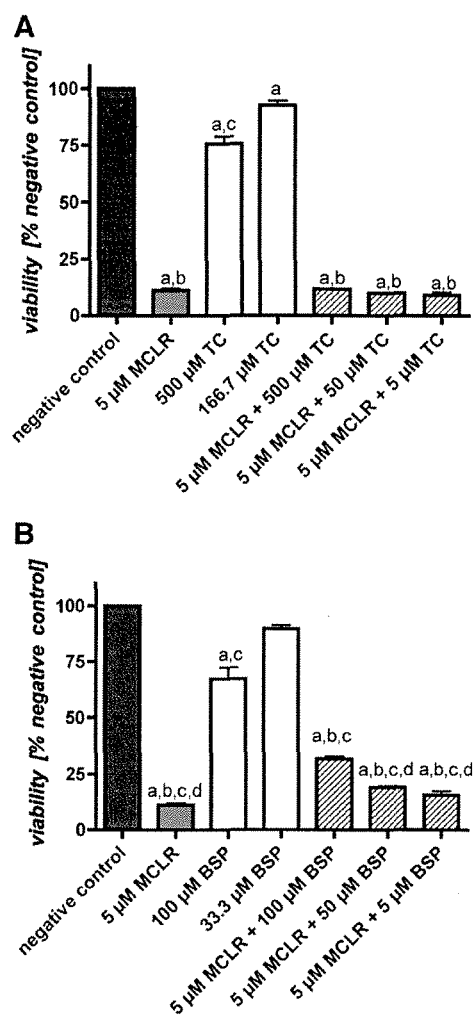 A
viability [% negative control]
100
75
50
25
0
a,b
a,c
a
a,b
a,b
a,b
negative control
5 µM MCLR
500 µM TC
166.7 µM TC
5 µM MCLR + 500 µM TC
5 µM MCLR + 50 µM TC
5 µM MCLR + 5 µM TC
B
viability [% negative control]
100
75
50
25
0
a,b,c,d
a,c
a,b,c
a,b,c,d
a,b,c,d
negative control
5 µM MCLR
100 µM BSP
33.3 µM BSP
5 µM MCLR + 100 µM BSP
5 µM MCLR + 50 µM BSP
5 µM MCLR + 5 µM BSP